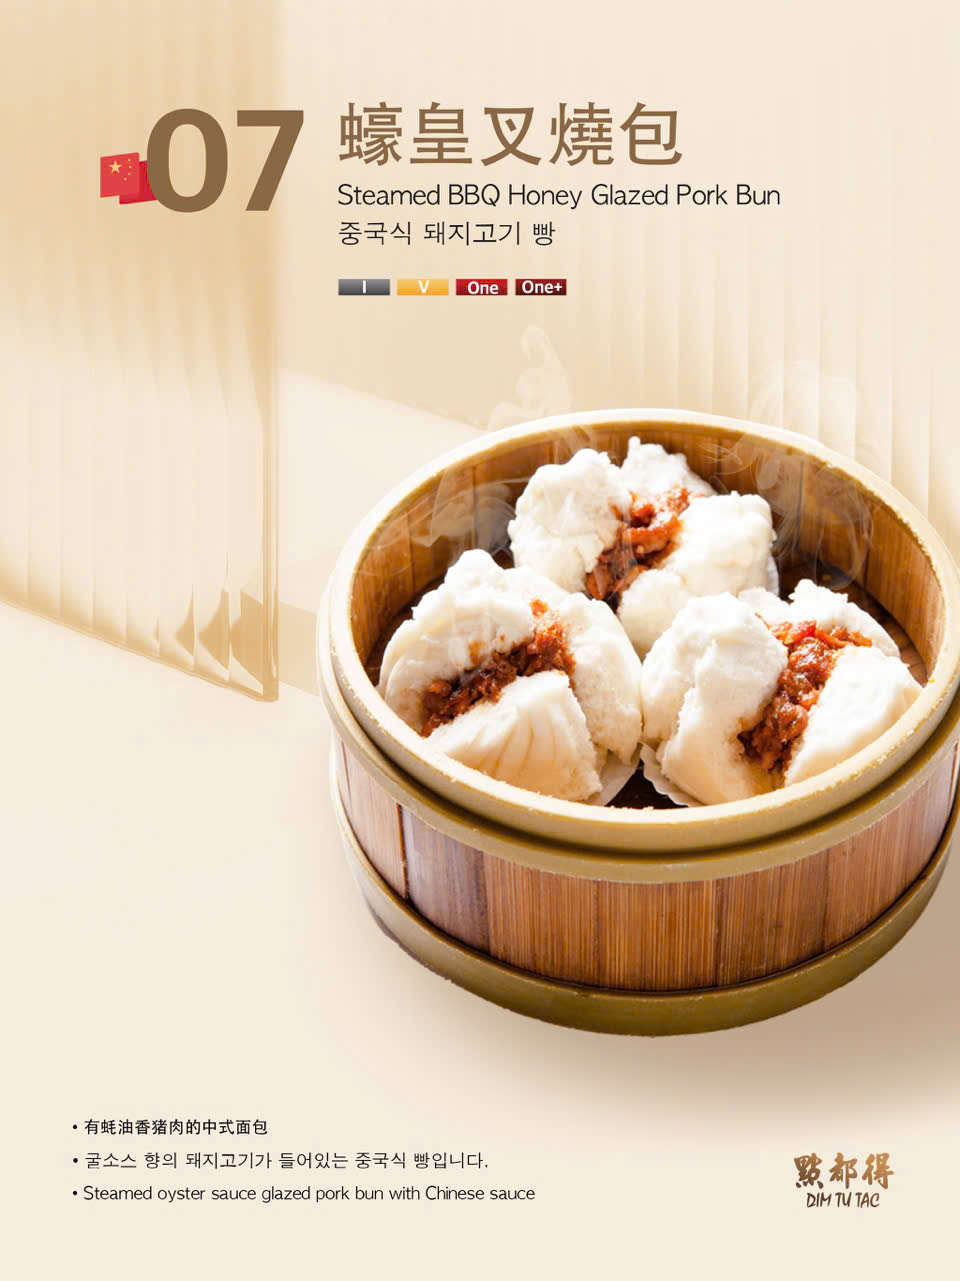 07
蠔皇叉燒包
Steamed BBQ Honey Glazed Pork Bun
중국식 돼지고기 빵
I V One One+
• 有蚝油香猪肉的中式面包
• 굴소스 향의 돼지고기가 들어있는 중국식 빵입니다.
• Steamed oyster sauce glazed pork bun with Chinese sauce
點都得
DIM TU TAC